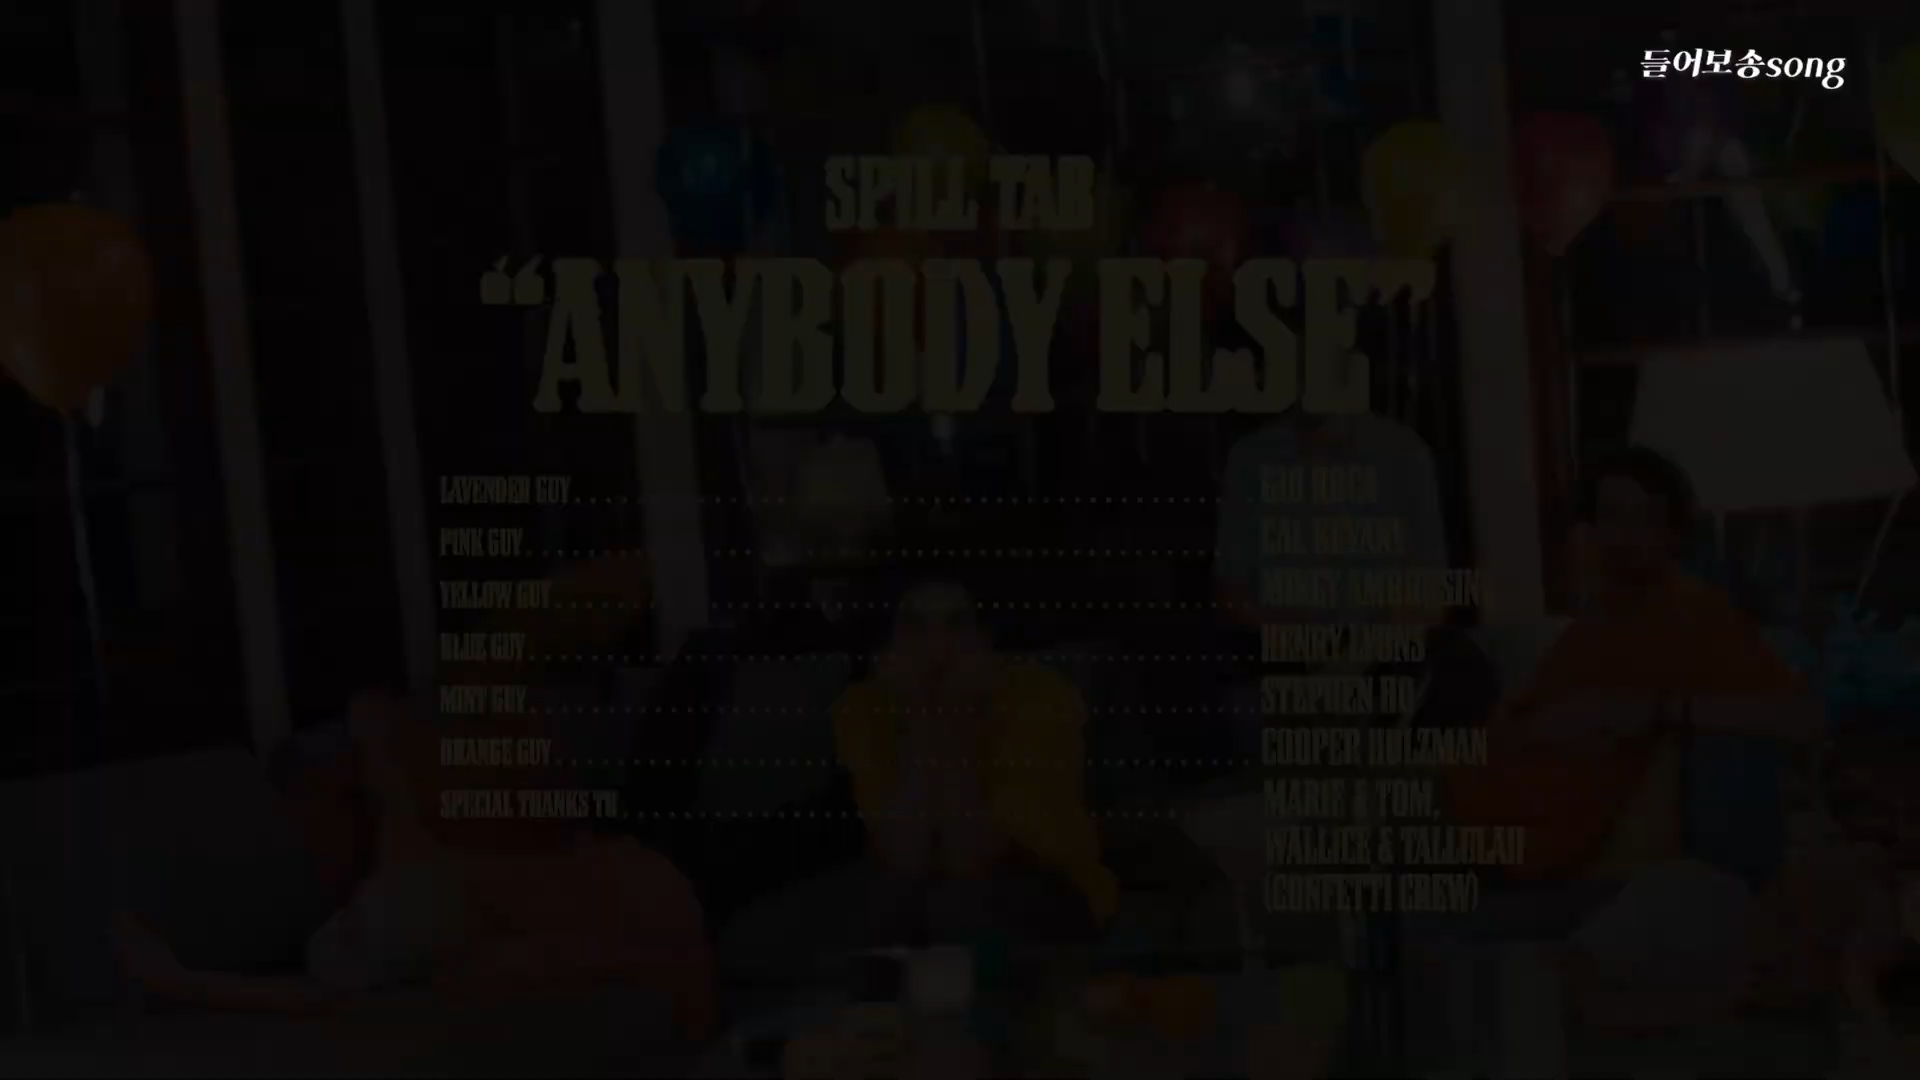 들어보송song
SPILL TAB
“ANYBODY ELSE”
LAVENDER GUY
PINK GUY
YELLOW GUY
BLUE GUY HENRY LYONS
MINT GUY STEPHEN HO
ORANGE GUY COOPER HOLZMAN
SPECIAL THANKS TO MARIE & TOM,
WALLICE & TALLULAH
(CONFETTI CREW)